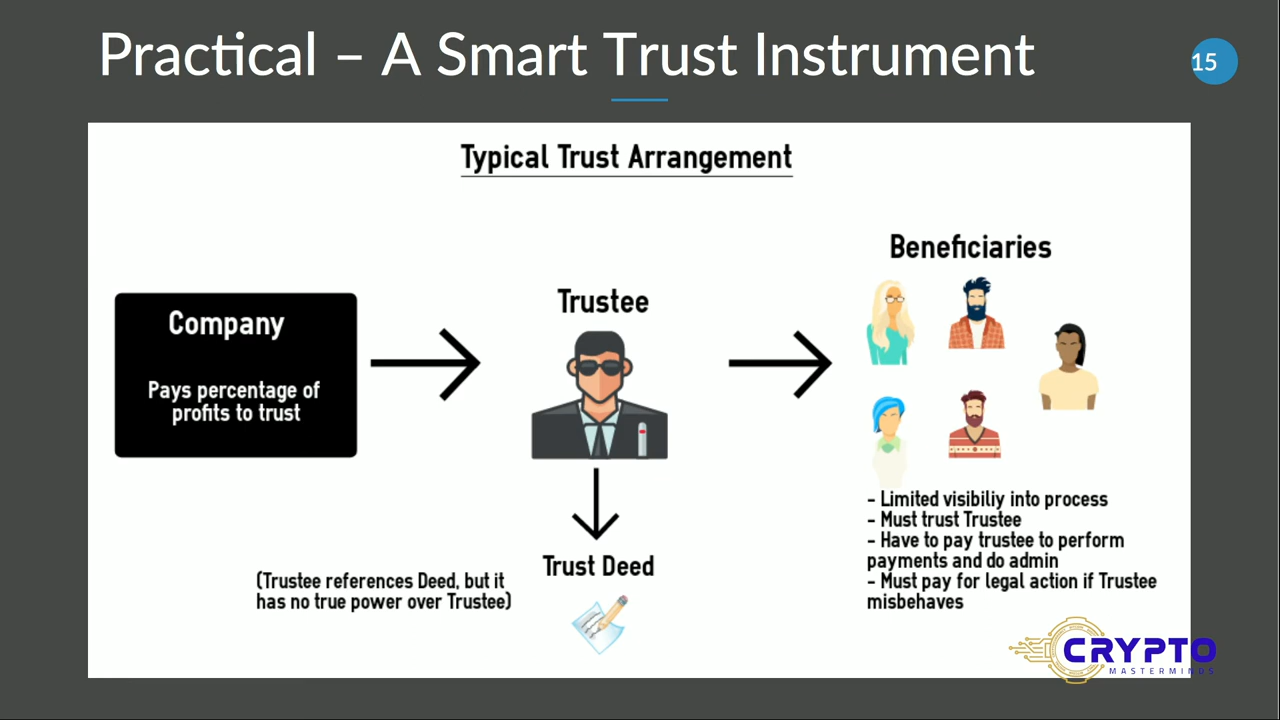 Practical – A Smart Trust Instrument
15
Typical Trust Arrangement
Company
Pays percentage of
profits to trust
Trustee
Trust Deed
(Trustee references Deed, but it
has no true power over Trustee)
Beneficiaries
- Limited visibiliy into process
- Must trust Trustee
- Have to pay trustee to perform
payments and do admin
- Must pay for legal action if Trustee
misbehaves
CRYPTO
MASTERMINDS